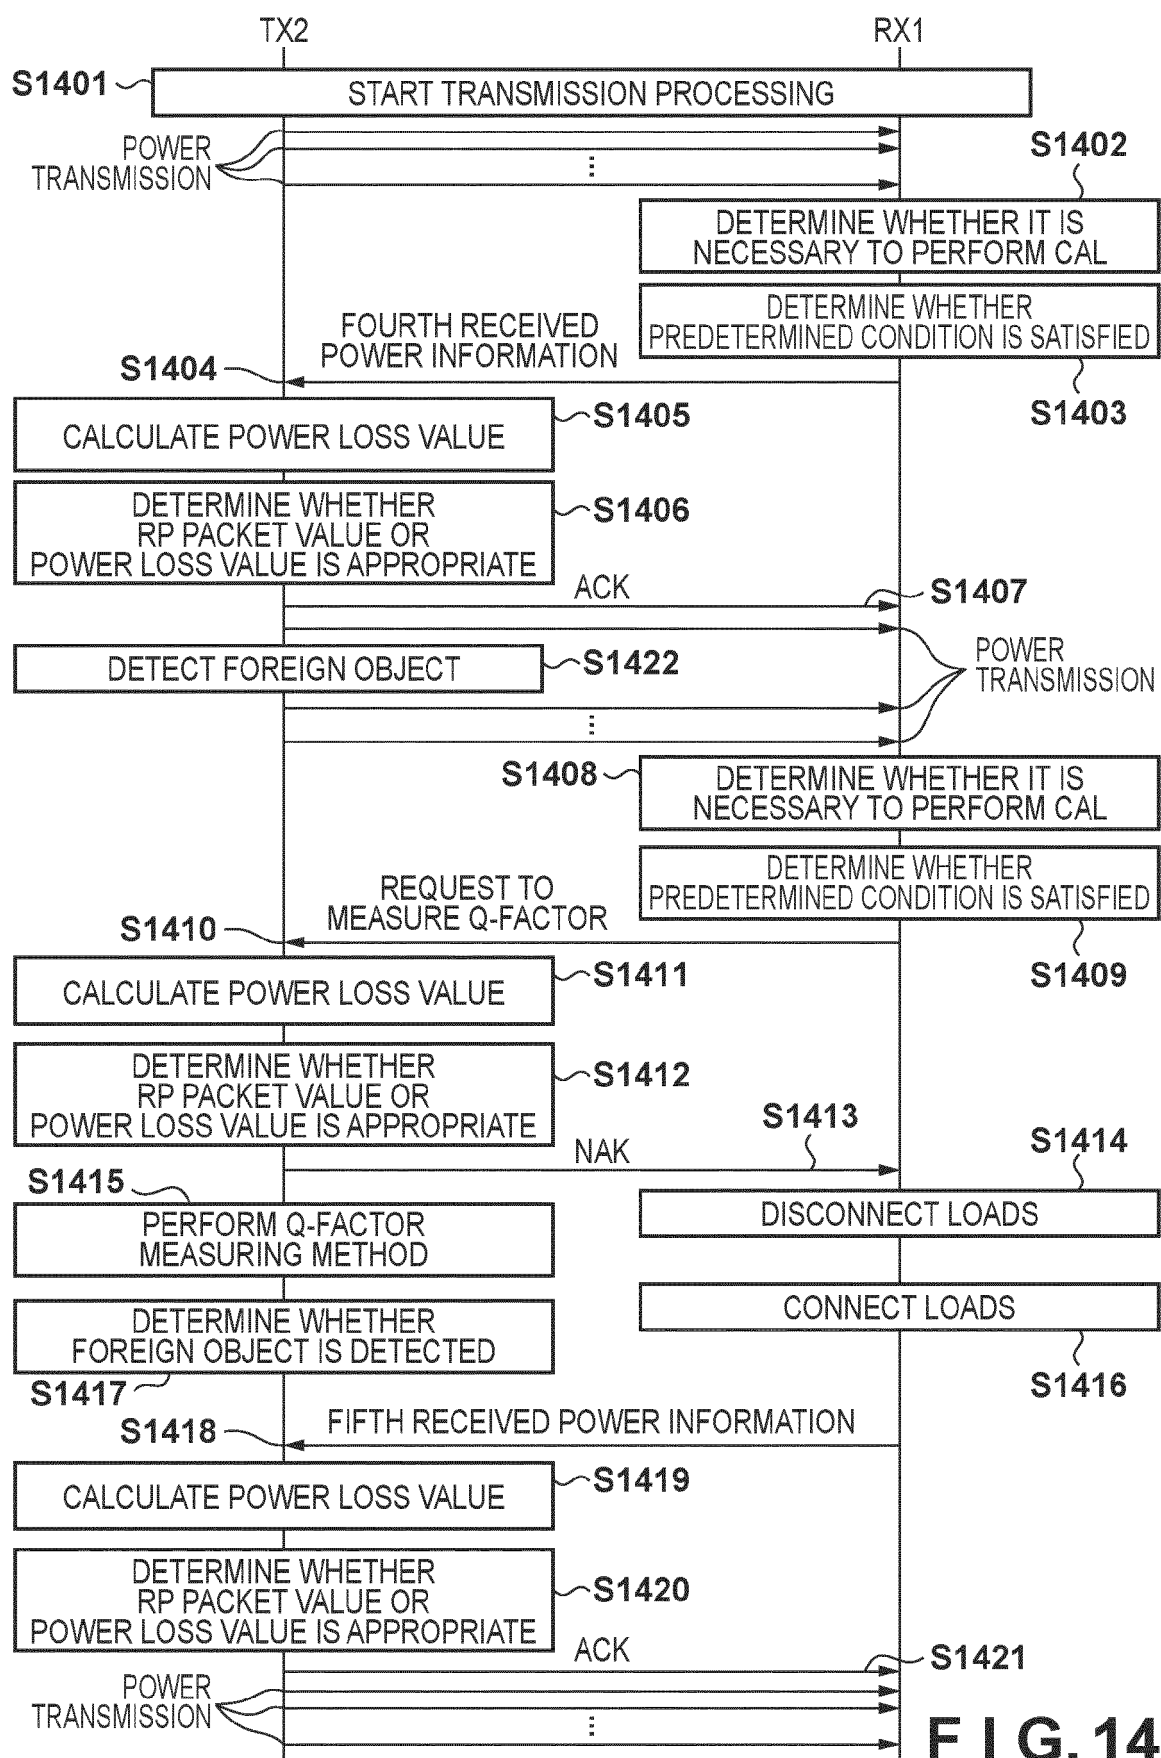 TX2
RX1
S1401
START TRANSMISSION PROCESSING
POWER
TRANSMISSION
S1402
DETERMINE WHETHER IT IS
NECESSARY TO PERFORM CAL
DETERMINE WHETHER
PREDETERMINED CONDITION IS SATISFIED
S1403
FOURTH RECEIVED
POWER INFORMATION
S1404
S1405
CALCULATE POWER LOSS VALUE
DETERMINE WHETHER
RP PACKET VALUE OR
POWER LOSS VALUE IS APPROPRIATE
S1406
ACK
S1407
DETECT FOREIGN OBJECT
S1422
POWER
TRANSMISSION
S1408
DETERMINE WHETHER IT IS
NECESSARY TO PERFORM CAL
DETERMINE WHETHER
PREDETERMINED CONDITION IS SATISFIED
S1409
REQUEST TO
MEASURE Q-FACTOR
S1410
S1411
CALCULATE POWER LOSS VALUE
DETERMINE WHETHER
RP PACKET VALUE OR
POWER LOSS VALUE IS APPROPRIATE
S1412
NAK
S1413
S1414
DISCONNECT LOADS
S1415
PERFORM Q-FACTOR
MEASURING METHOD
CONNECT LOADS
S1416
DETERMINE WHETHER
FOREIGN OBJECT IS DETECTED
S1417
FIFTH RECEIVED POWER INFORMATION
S1418
S1419
CALCULATE POWER LOSS VALUE
DETERMINE WHETHER
RP PACKET VALUE OR
POWER LOSS VALUE IS APPROPRIATE
S1420
ACK
S1421
POWER
TRANSMISSION
FIG. 14